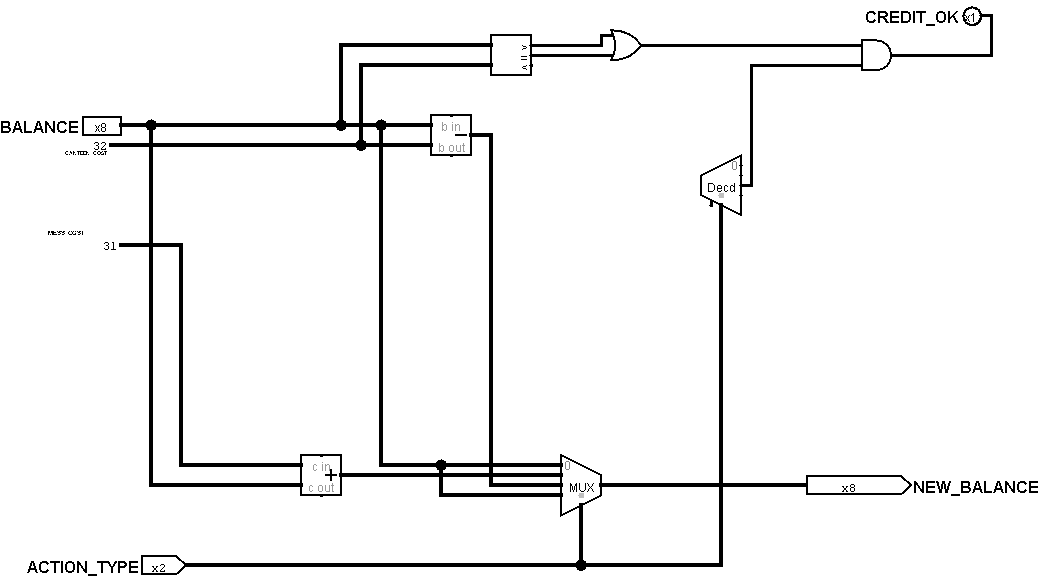 CREDIT_OK x1
> = <
BALANCE x8
b in
32
b out
CANTEEN COST
0
Decd
MESS COST
31
c in
0
+
c out
MUX
x8 NEW_BALANCE
ACTION_TYPE x2